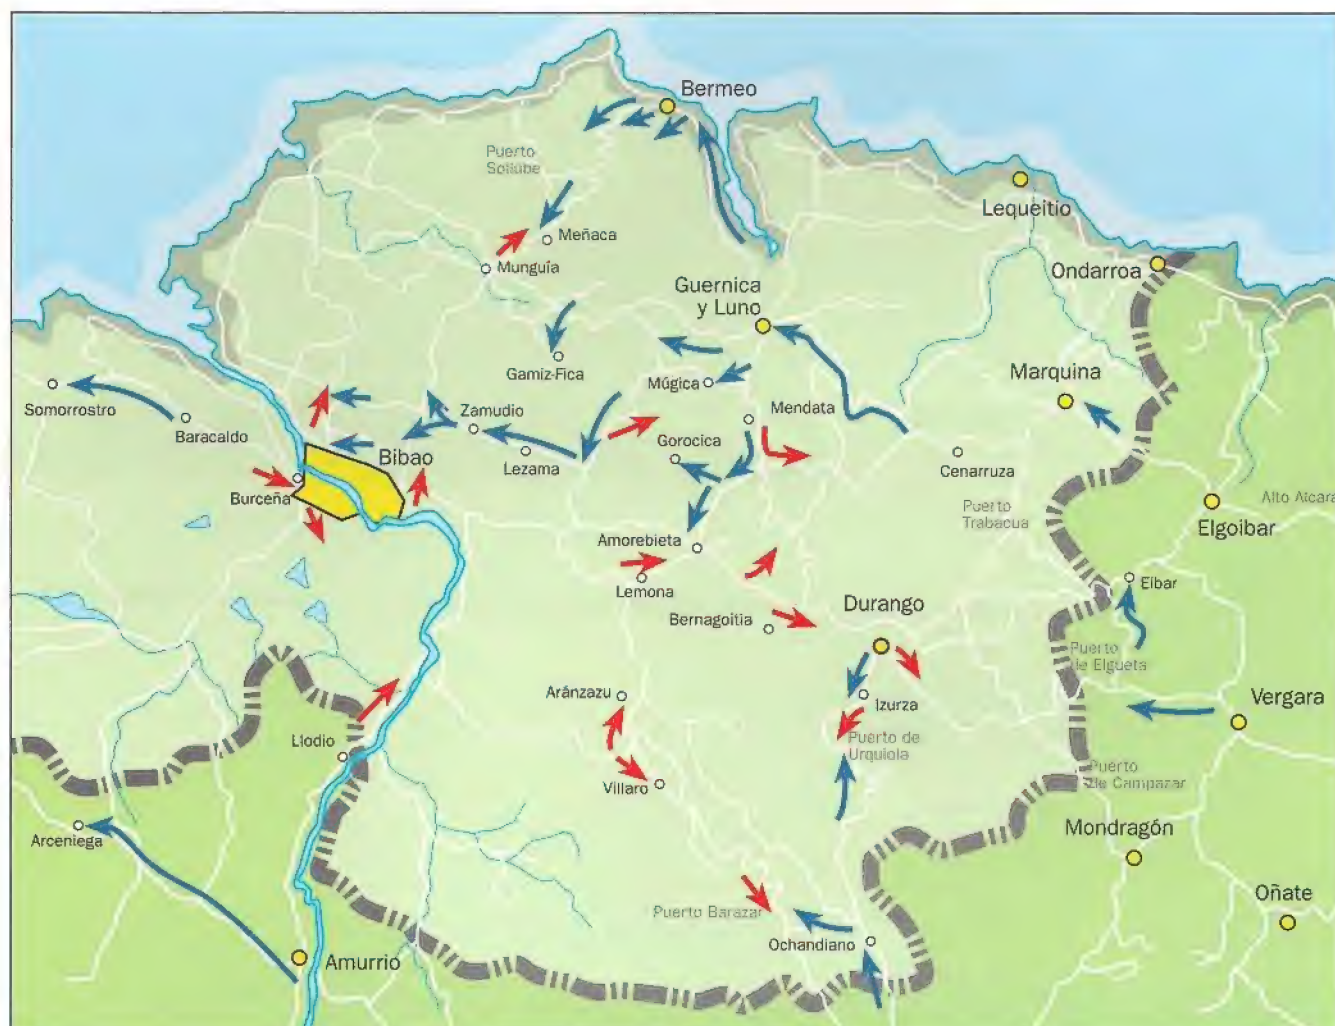 Bermeo
Puerto
Sollube
Lequeitio
Meñaca
Munguía
Ondarroa
Guernica
y Luno
Gamiz-Fica
Múgica
Marquina
Somorrostro
Baracaldo
Zamudio
Mendata
Gorocica
Lezama
Bibao
Cenarruza
Burceña
Puerto
Trabacua
Alto Alcara
Elgoibar
Amorebieta
Lemona
Eibar
Bernagoitia
Durango
Puerto
de Elgueta
Aránzazu
Izurza
Vergara
Llodio
Puerto de
Urquiola
Villaro
Puerto
de Campazar
Arceniega
Mondragón
Oñate
Puerto Barazar
Ochandiano
Amurrio